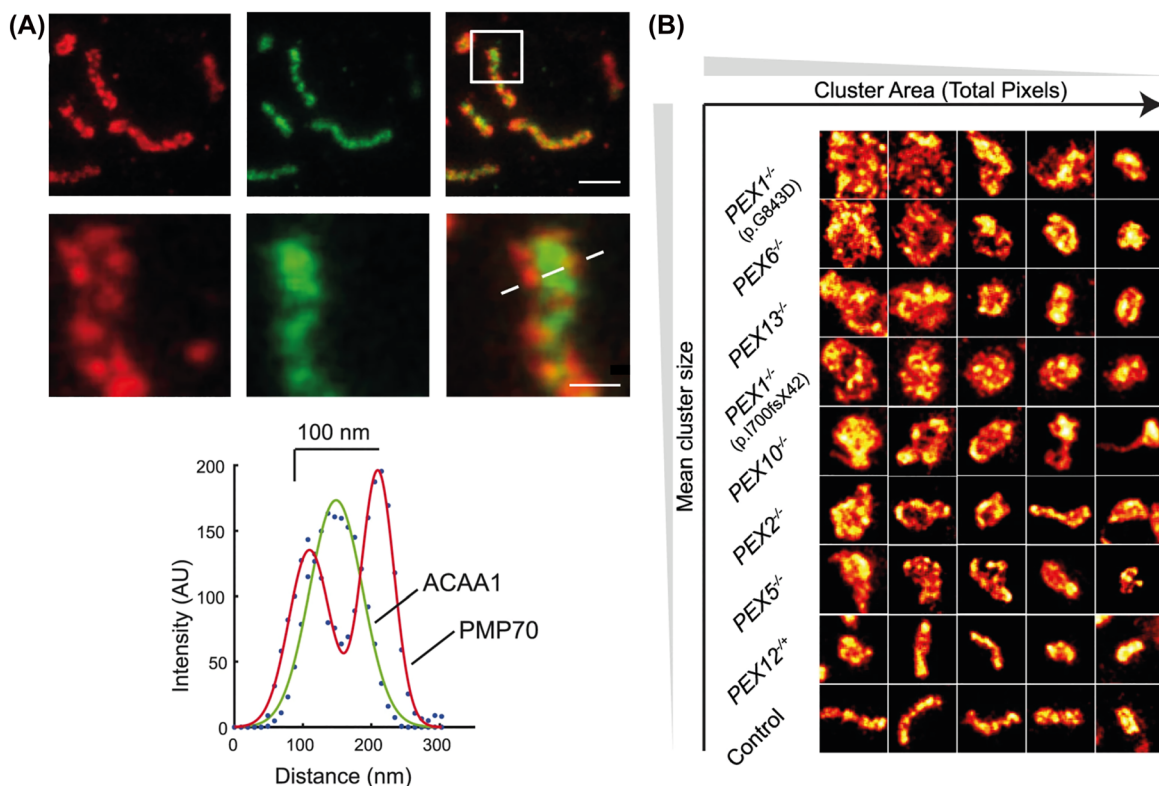 (A)
100 nm
200
150
100
50
0
Intensity (AU)
ACAA1
PMP70
0
100
200
300
Distance (nm)
(B)
Cluster Area (Total Pixels)
Mean cluster size
PEX1-/-
(p.G843D)
PEX6-/-
PEX13-/-
PEX1-/-
(p.I700fsX42)
PEX10-/-
PEX2-/-
PEX5-/-
PEX12-/+
Control